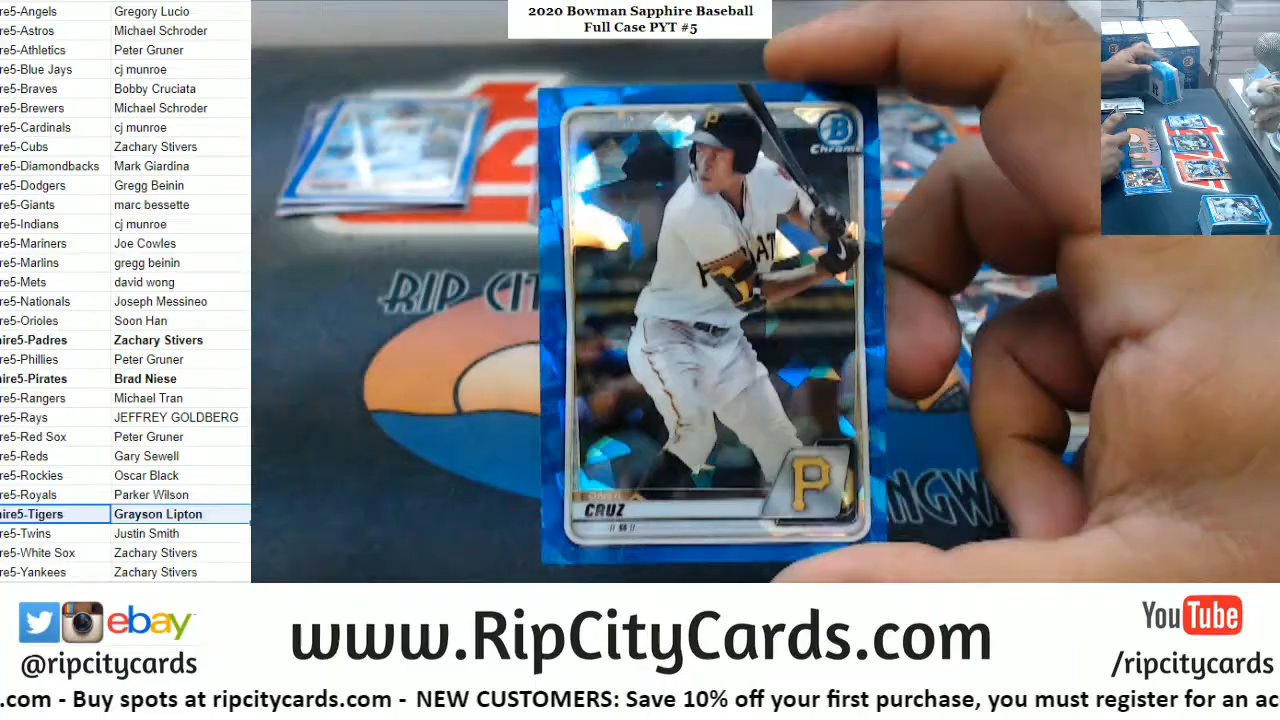 2020 Bowman Sapphire Baseball
Full Case PYT #5
re5-Angels Gregory Lucio
re5-Astros Michael Schroder
re5-Athletics Peter Gruner
re5-Blue Jays cj munroe
re5-Braves Bobby Cruciata
re5-Brewers Michael Schroder
re5-Cardinals cj munroe
re5-Cubs Zachary Stivers
re5-Diamondbacks Mark Giardina
re5-Dodgers Gregg Beinin
re5-Giants marc bessette
re5-Indians cj munroe
re5-Mariners Joe Cowles
re5-Marlins gregg beinin
re5-Mets david wong
re5-Nationals Joseph Messineo
re5-Orioles Soon Han
ire5-Padres Zachary Stivers
re5-Phillies Peter Gruner
ire5-Pirates Brad Niese
re5-Rangers Michael Tran
re5-Rays JEFFREY GOLDBERG
re5-Red Sox Peter Gruner
re5-Reds Gary Sewell
re5-Rockies Oscar Black
re5-Royals Parker Wilson
ire5-Tigers Grayson Lipton
re5-Twins Justin Smith
re5-White Sox Zachary Stivers
re5-Yankees Zachary Stivers
P
B
Chrome
RIP CIT
NGW
P
ONEIL
CRUZ
// SS //
ebay
@ripcitycards
www.RipCityCards.com
YouTube
/ripcitycards
.com - Buy spots at ripcitycards.com - NEW CUSTOMERS: Save 10% off your first purchase, you must register for an ac